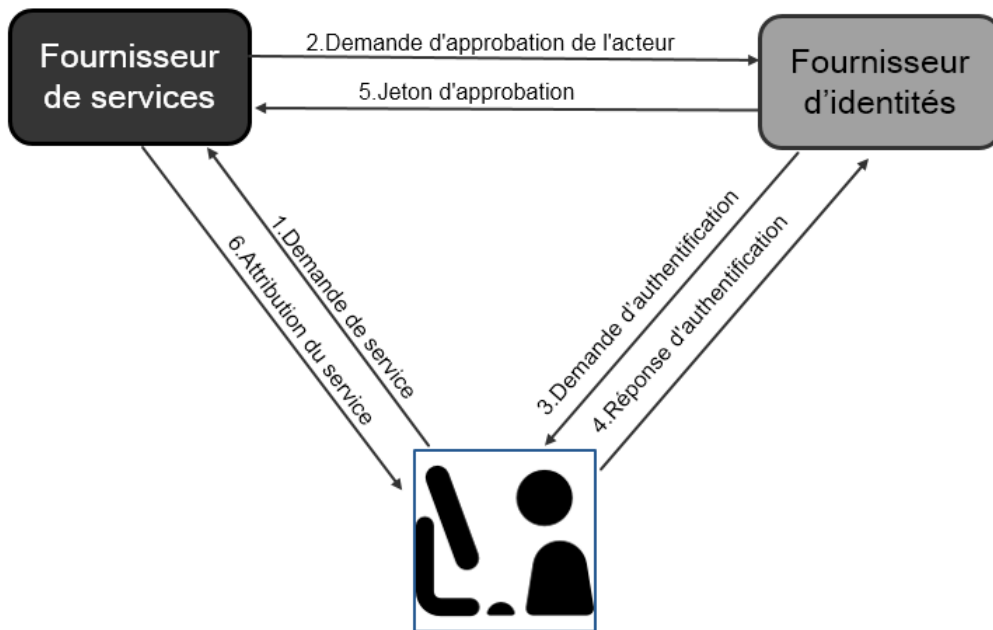 Fournisseur
de services
2.Demande d'approbation de l'acteur
5.Jeton d'approbation
Fournisseur
d’identités
1.Demande de service
6.Attribution du service
3.Demande d’authentification
4.Réponse d'authentification